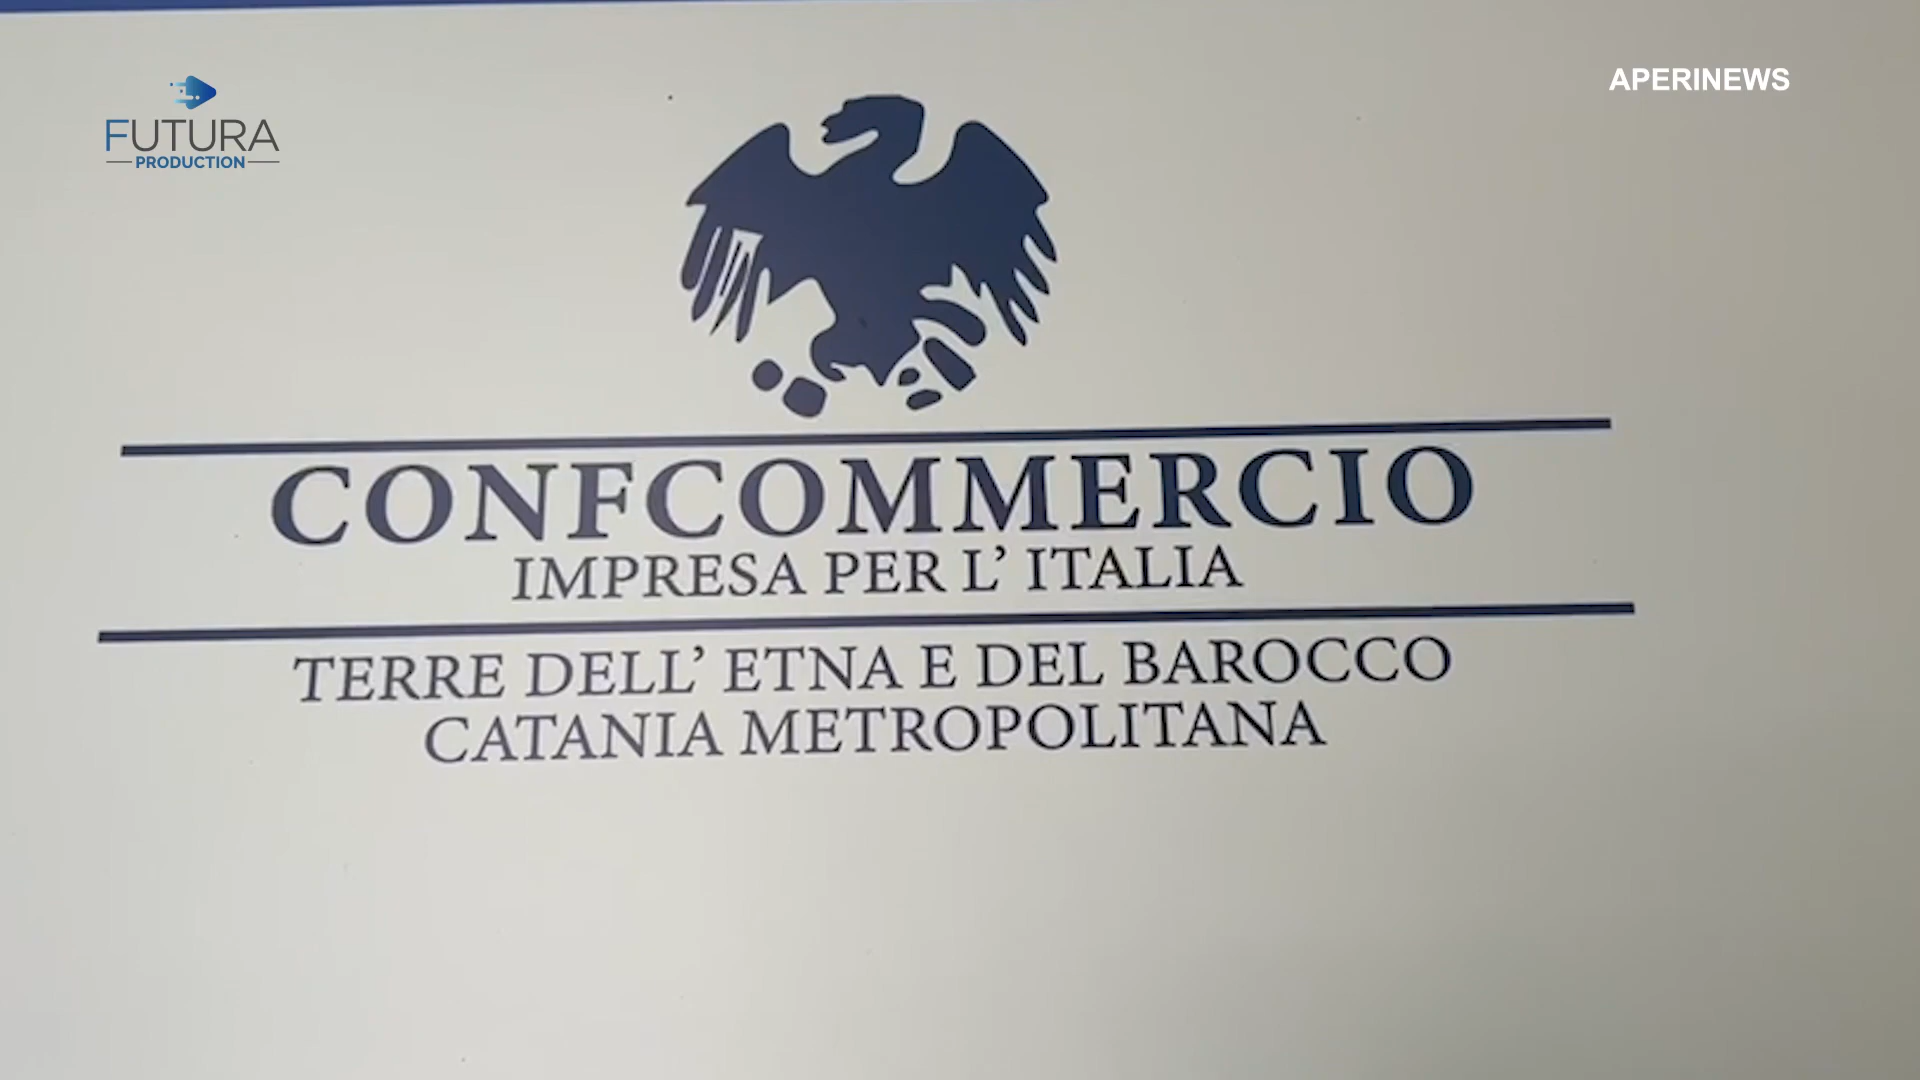 FUTURA
PRODUCTION
APERINEWS
CONFCOMMERCIO
IMPRESA PER L' ITALIA
TERRE DELL' ETNA E DEL BAROCCO
CATANIA METROPOLITANA